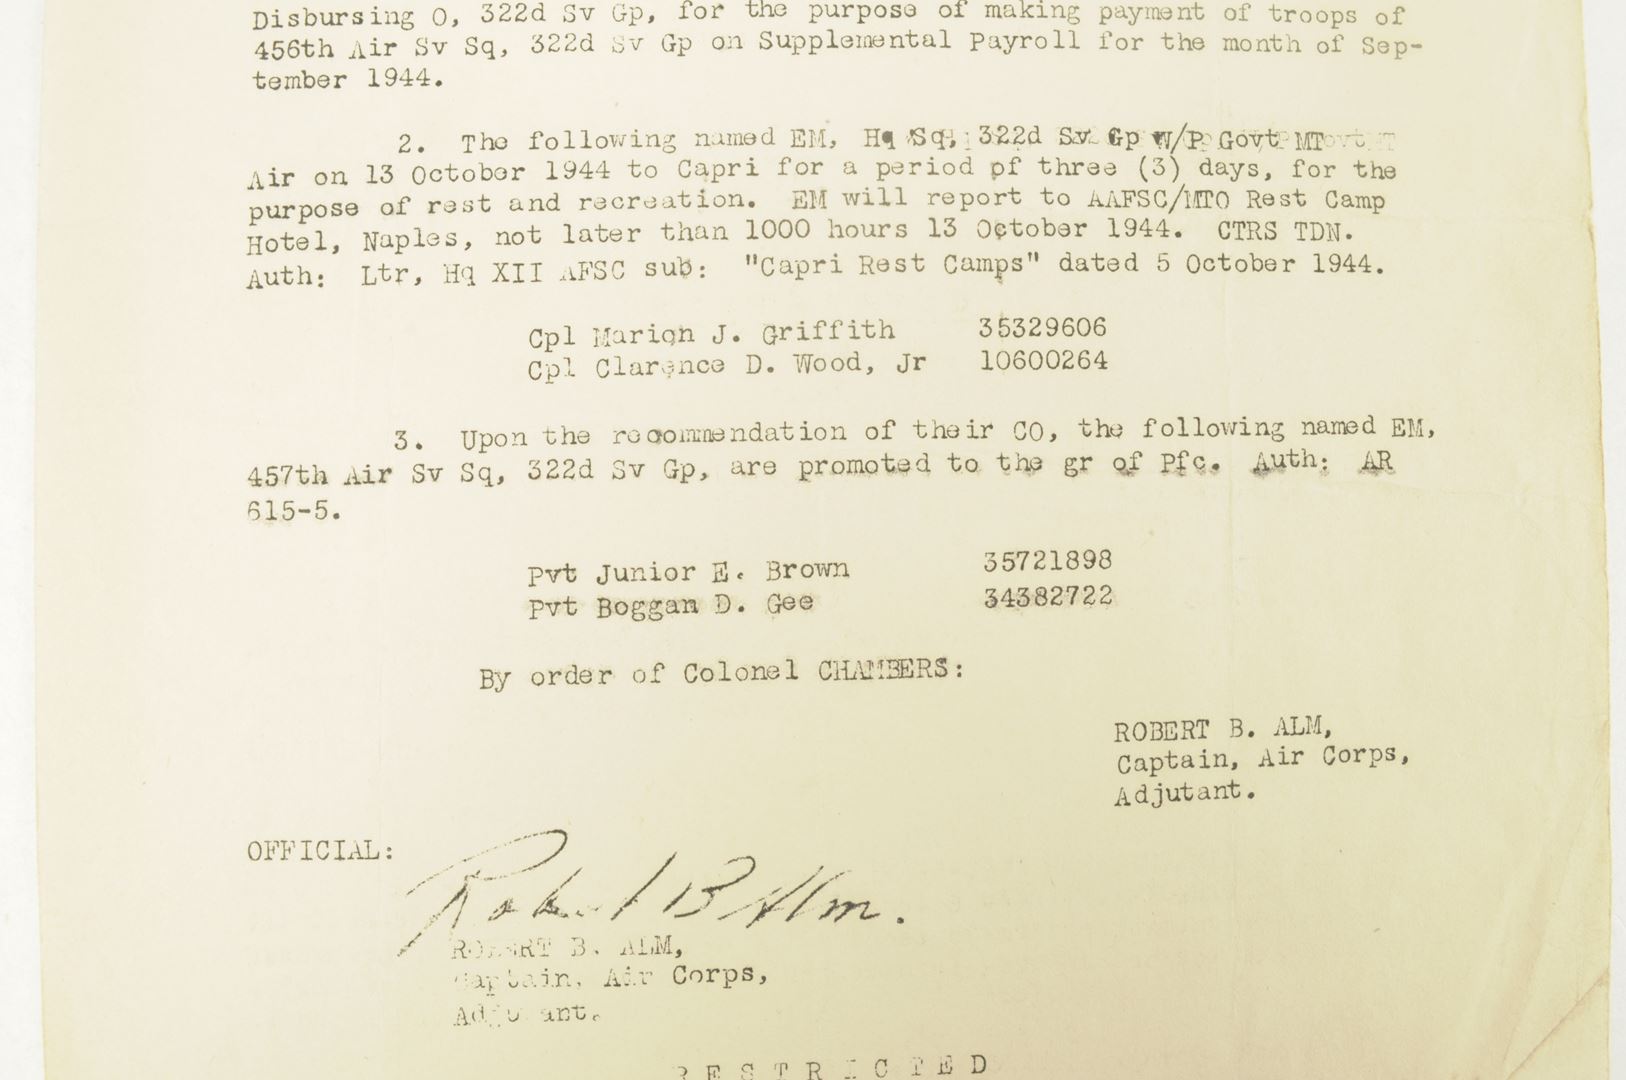 Disbursing O, 322d Sv Gp, for the purpose of making payment of troops of
456th Air Sv Sq, 322d Sv Gp on Supplemental Payroll for the month of Sep-
tember 1944.
2. The following named EM, Hq Sq, 322d Sv Gp W/P Govt MT
Air on 13 October 1944 to Capri for a period of three (3) days, for the
purpose of rest and recreation. EM will report to AAFSC/MTO Rest Camp
Hotel, Naples, not later than 1000 hours 13 October 1944. CTRS TDN.
Auth: Ltr, Hq XII AFSC sub: "Capri Rest Camps" dated 5 October 1944.
Cpl Marion J. Griffith 35329606
Cpl Clarence D. Wood, Jr 10600264
3. Upon the recommendation of their CO, the following named EM,
457th Air Sv Sq, 322d Sv Gp, are promoted to the gr of Pfc. Auth: AR
615-5.
Pvt Junior E. Brown 35721898
Pvt Boggan D. Gee 34382722
By order of Colonel CHAMBERS:
ROBERT B. ALM,
Captain, Air Corps,
Adjutant.
OFFICIAL:
Robert B Alm.
ROBERT B. ALM,
Captain, Air Corps,
Adjutant.
RESTRICTED